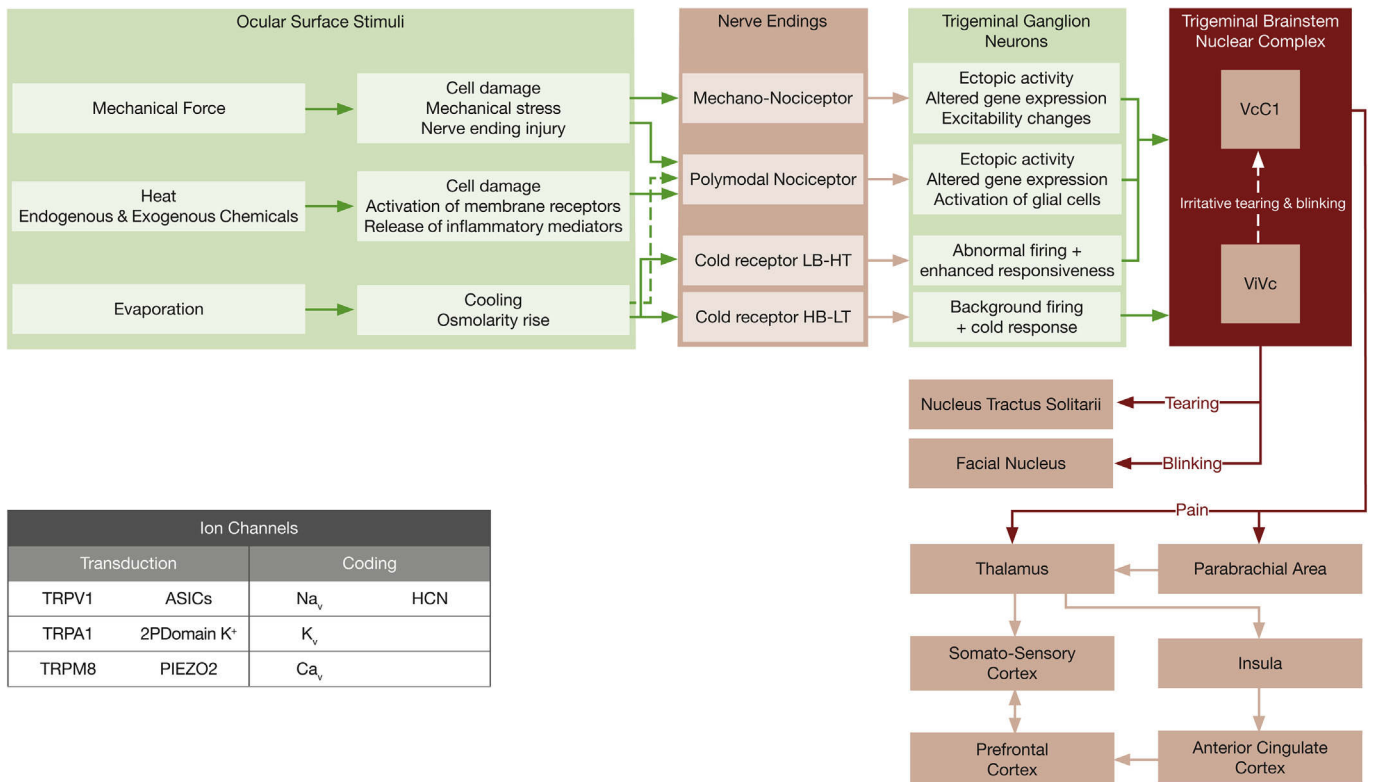 Ocular Surface Stimuli
Mechanical Force
Cell damage
Mechanical stress
Nerve ending injury
Heat
Endogenous & Exogenous Chemicals
Cell damage
Activation of membrane receptors
Release of inflammatory mediators
Evaporation
Cooling
Osmolarity rise
Nerve Endings
Mechano-Nociceptor
Polymodal Nociceptor
Cold receptor LB-HT
Cold receptor HB-LT
Trigeminal Ganglion
Neurons
Ectopic activity
Altered gene expression
Excitability changes
Ectopic activity
Altered gene expression
Activation of glial cells
Abnormal firing +
enhanced responsiveness
Background firing
+ cold response
Trigeminal Brainstem
Nuclear Complex
VcC1
Irritative tearing & blinking
ViVc
Nucleus Tractus Solitarii
Tearing
Facial Nucleus
Blinking
Pain
Thalamus
Parabrachial Area
Somato-Sensory
Cortex
Insula
Prefrontal
Cortex
Anterior Cingulate
Cortex
Ion Channels
Transduction Coding
TRPV1 ASICs Nav HCN
TRPA1 2PDomain K+ Kv
TRPM8 PIEZO2 Cav